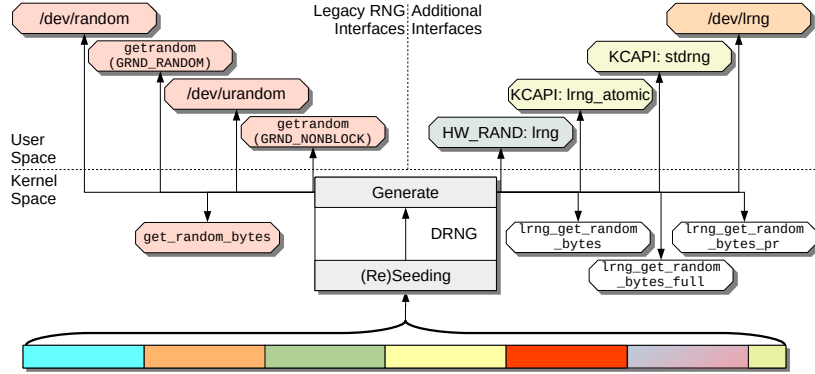 /dev/random
Legacy RNG
Interfaces
Additional
Interfaces
/dev/lrng
getrandom
(GRND_RANDOM)
KCAPI: stdrng
/dev/urandom
KCAPI: lrng_atomic
getrandom
(GRND_NONBLOCK)
HW_RAND: lrng
User
Space
Kernel
Space
Generate
get_random_bytes
DRNG
lrng_get_random
_bytes
lrng_get_random
_bytes_pr
(Re)Seeding
lrng_get_random
_bytes_full